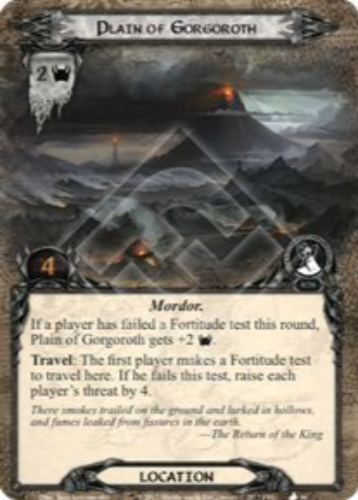 PLAIN OF GORGOROTH
2
4
Mordor.
If a player has failed a Fortitude test this round,
Plain of Gorgoroth gets +2
Travel: The first player makes a Fortitude test
to travel here. If he fails this test, raise each
player's threat by 4.
There smokes trailed on the ground and lurked in hollows,
and fumes leaked from fissures in the earth.
—The Return of the King
LOCATION